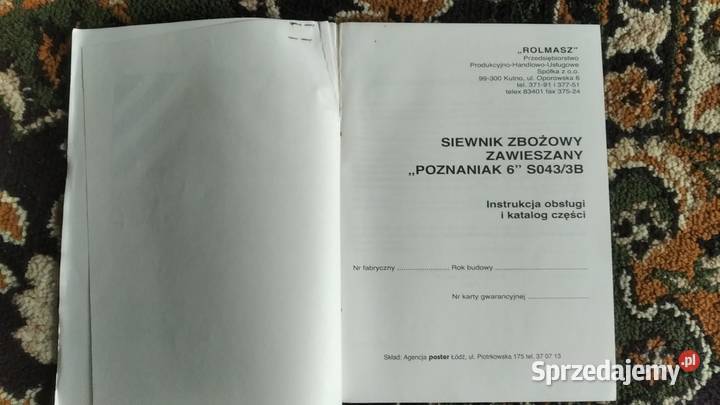 „ROLMASZ”
Przedsiębiorstwo
Produkcyjno-Handlowo-Usługowe
Spółka z o.o.
99-300 Kutno, ul. Oporowska 6
tel. 371-91 i 377-51
telex 83401 fax 375-24
SIEWNIK ZBOŻOWY
ZAWIESZANY
„POZNANIAK 6” S043/3B
Instrukcja obsługi
i katalog części
Nr fabryczny ........................ Rok budowy ........................................
Nr karty gwarancyjnej ..........................
Skład: Agencja poster Łódź, ul. Piotrkowska 175 tel. 37 07 13
Sprzedajemy.pl